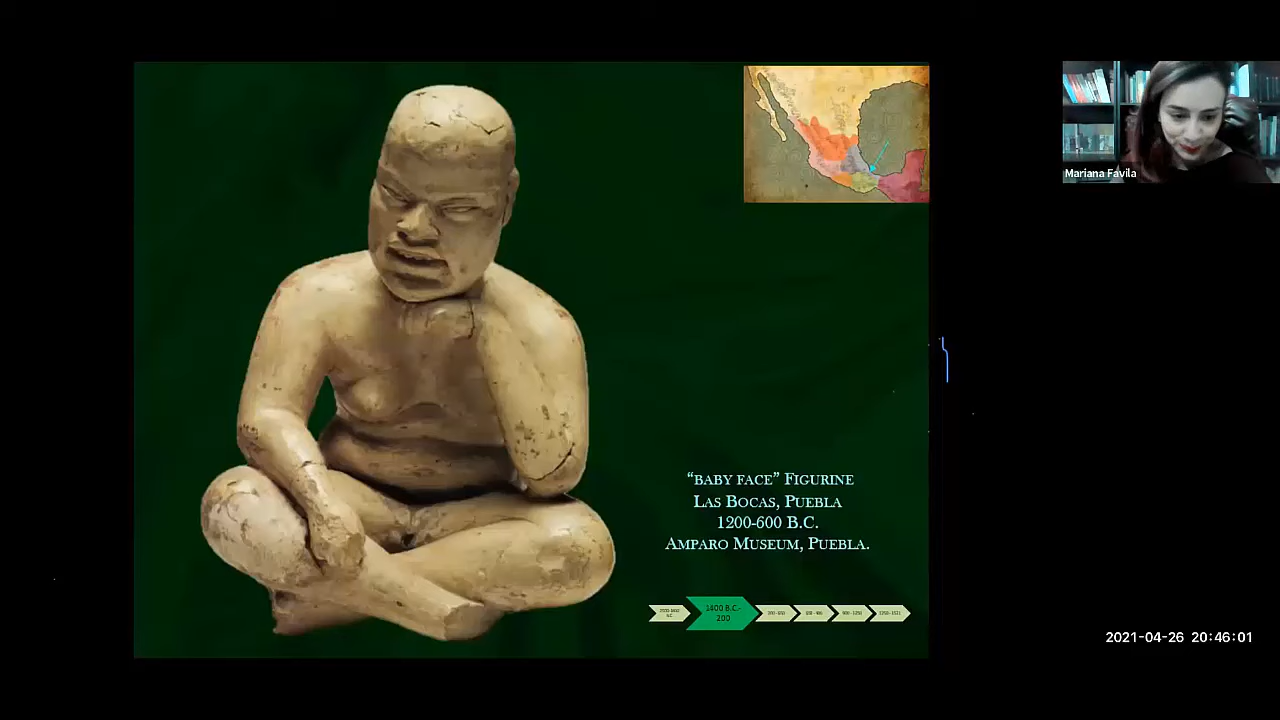 Mariana Favila
“BABY FACE” FIGURINE
LAS BOCAS, PUEBLA
1200-600 B.C.
AMPARO MUSEUM, PUEBLA.
1400 B.C.-
200
2021-04-26 20:46:01